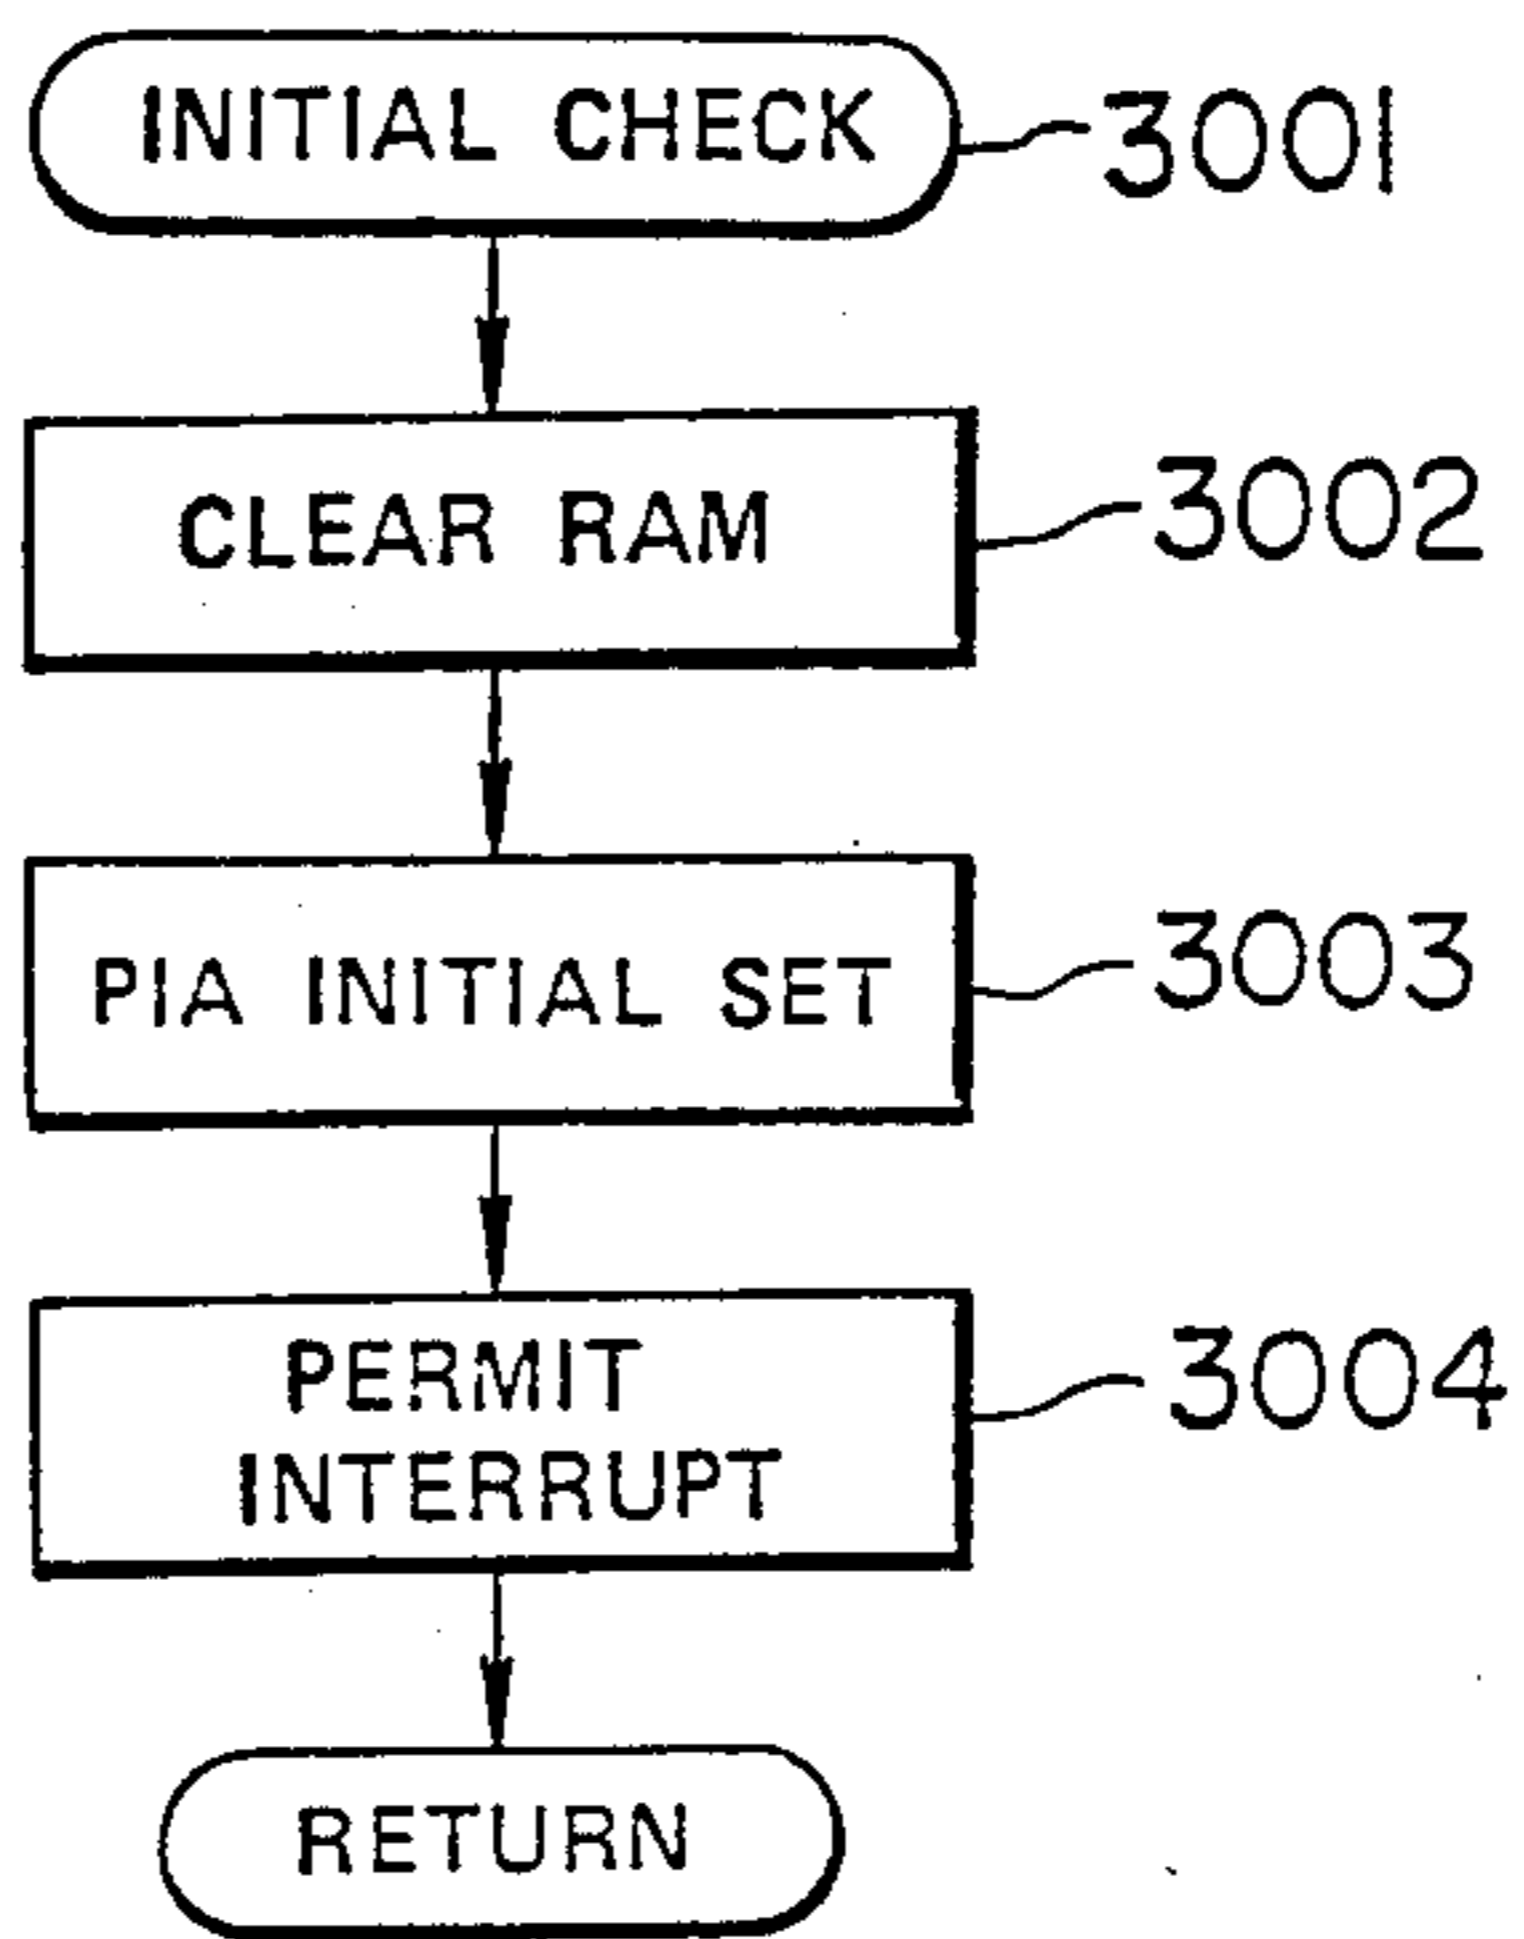 INITIAL CHECK 3001
CLEAR RAM 3002
PIA INITIAL SET 3003
PERMIT 3004
INTERRUPT
RETURN